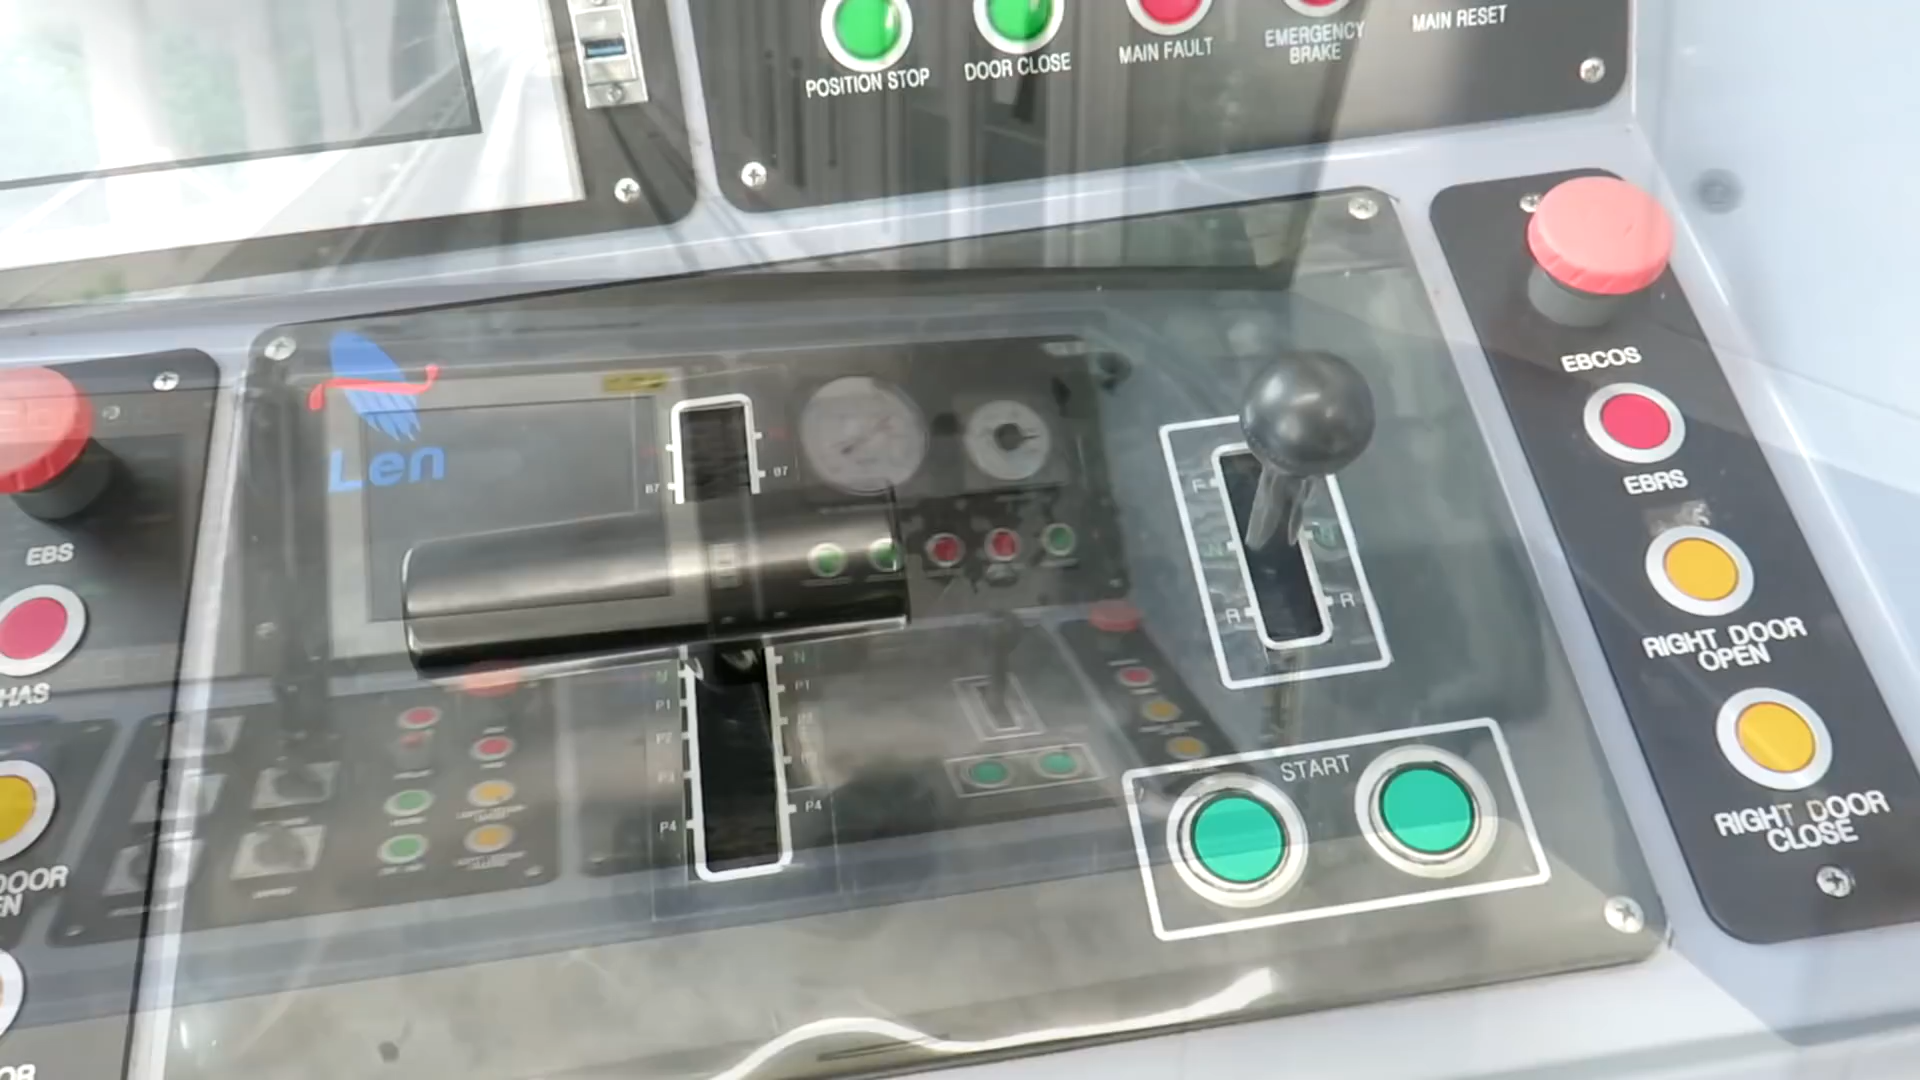 POSITION STOP
DOOR CLOSE
MAIN FAULT
EMERGENCY
BRAKE
MAIN RESET
EBCOS
EBRS
RIGHT DOOR
OPEN
RIGHT DOOR
CLOSE
Len
B7
B7
F
N
N
R
R
N
N
P1
P1
P2
P3
P4
P4
START
EBS
HAS
DOOR